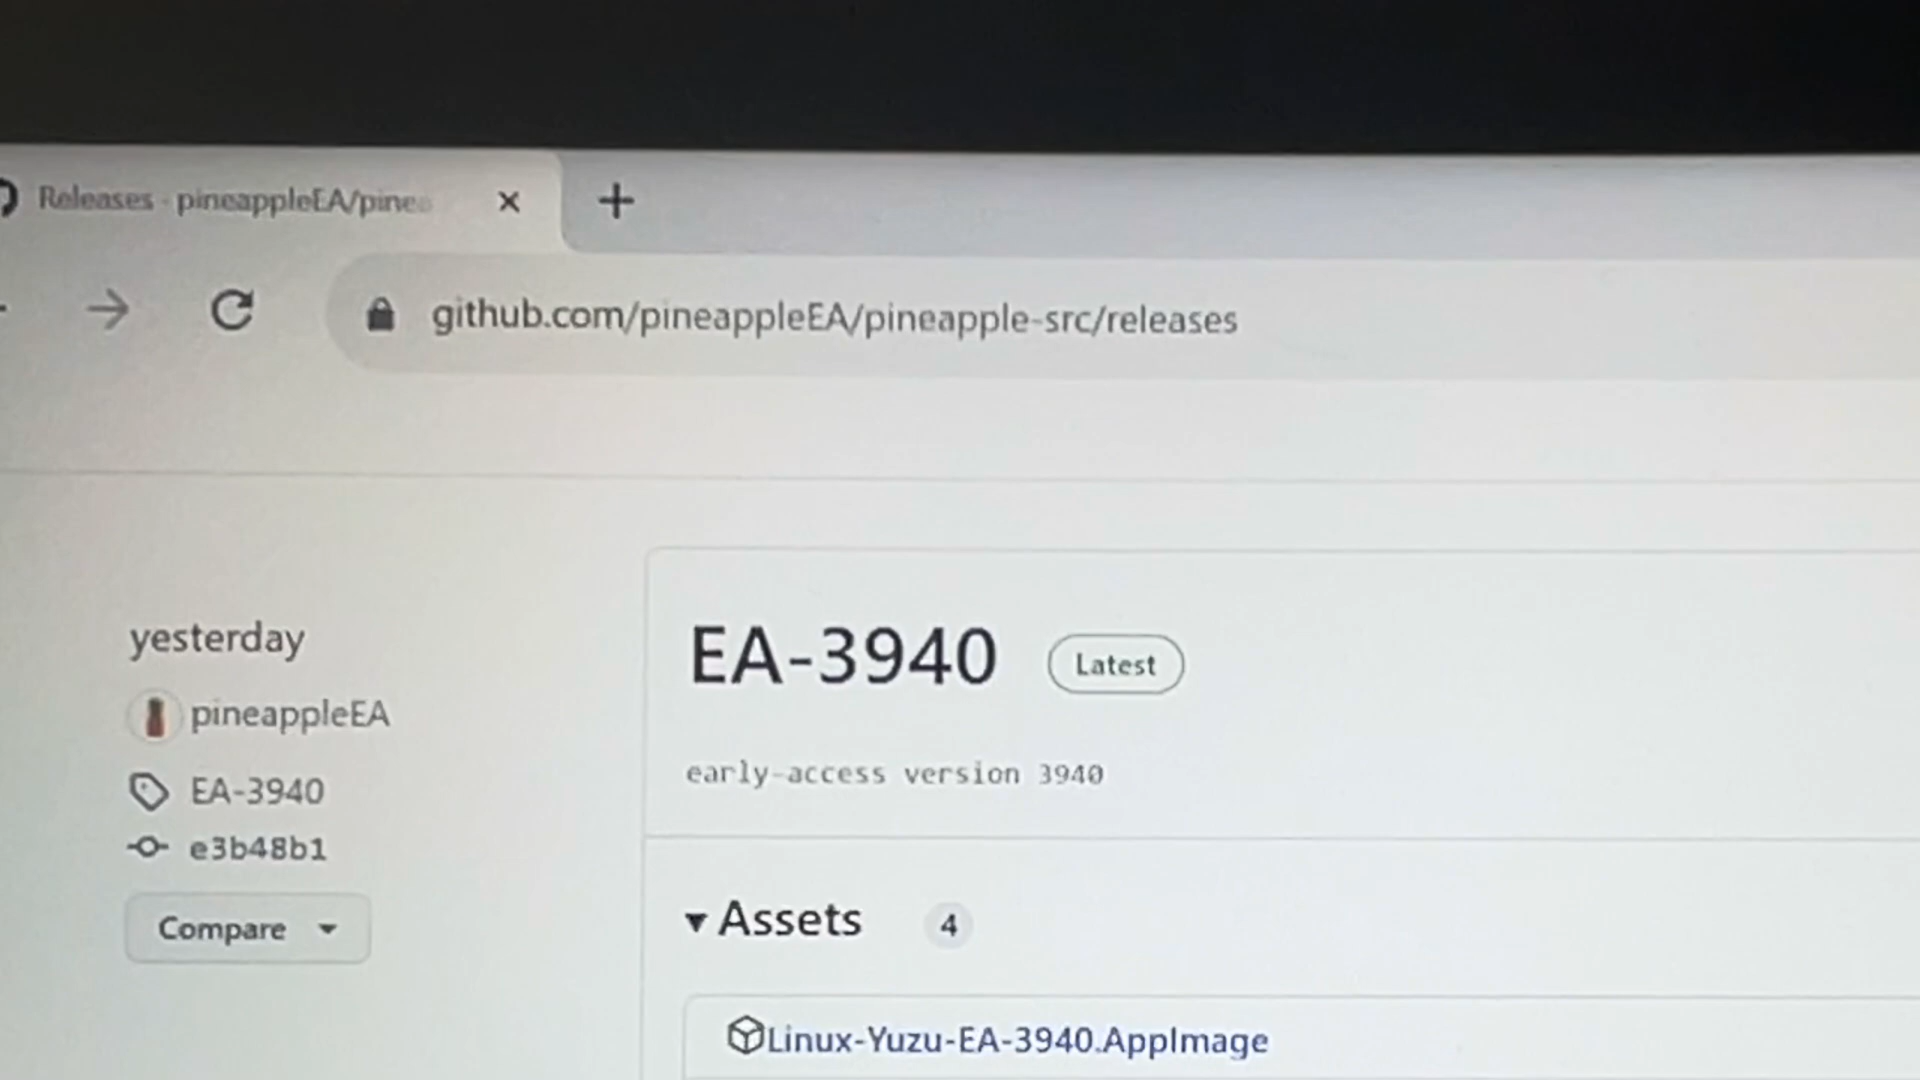 Releases · pineappleEA/pinea
github.com/pineappleEA/pineapple-src/releases
yesterday
pineappleEA
EA-3940
e3b48b1
Compare
EA-3940
Latest
early-access version 3940
Assets
4
Linux-Yuzu-EA-3940.AppImage